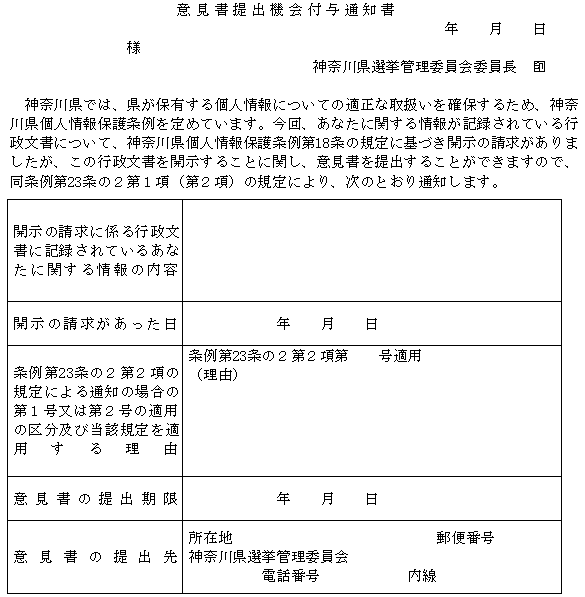 意見書提出機会付与通知書
年　月　日
様
神奈川県選挙管理委員会委員長　印
神奈川県では、県が保有する個人情報についての適正な取扱いを確保するため、神奈
川県個人情報保護条例を定めています。今回、あなたに関する情報が記録されている行
政文書について、神奈川県個人情報保護条例第18条の規定に基づき開示の請求がありま
したが、この行政文書を開示することに関し、意見書を提出することができますので、
同条例第23条の２第１項（第２項）の規定により、次のとおり通知します。
開示の請求に係る行政文
書に記録されているあな
たに関する情報の内容
開示の請求があった日
年　月　日
条例第23条の２第２項の
規定による通知の場合の
第１号又は第２号の適用
の区分及び当該規定を適
用する理由
条例第23条の２第２項第　号適用
（理由）
意見書の提出期限
年　月　日
意見書の提出先
所在地　郵便番号
神奈川県選挙管理委員会
電話番号　内線